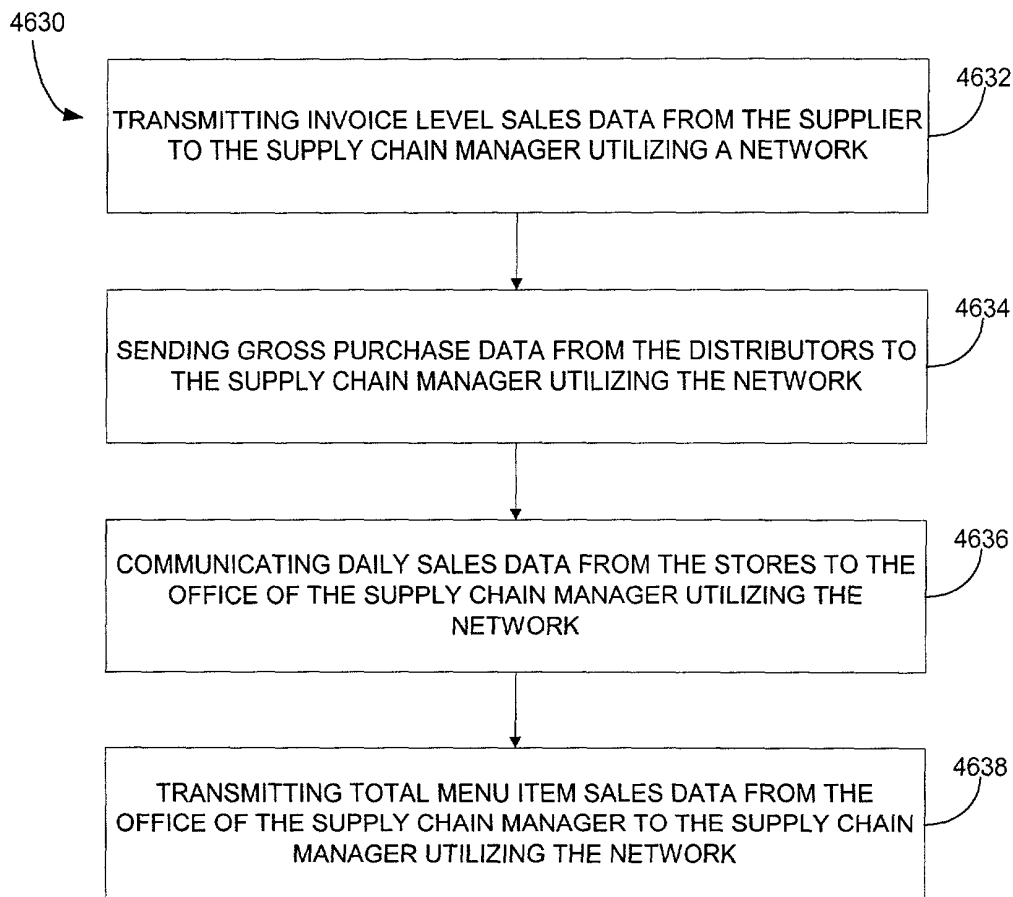 4630
4632
TRANSMITTING INVOICE LEVEL SALES DATA FROM THE SUPPLIER
TO THE SUPPLY CHAIN MANAGER UTILIZING A NETWORK
4634
SENDING GROSS PURCHASE DATA FROM THE DISTRIBUTORS TO
THE SUPPLY CHAIN MANAGER UTILIZING THE NETWORK
4636
COMMUNICATING DAILY SALES DATA FROM THE STORES TO THE
OFFICE OF THE SUPPLY CHAIN MANAGER UTILIZING THE
NETWORK
4638
TRANSMITTING TOTAL MENU ITEM SALES DATA FROM THE
OFFICE OF THE SUPPLY CHAIN MANAGER TO THE SUPPLY CHAIN
MANAGER UTILIZING THE NETWORK